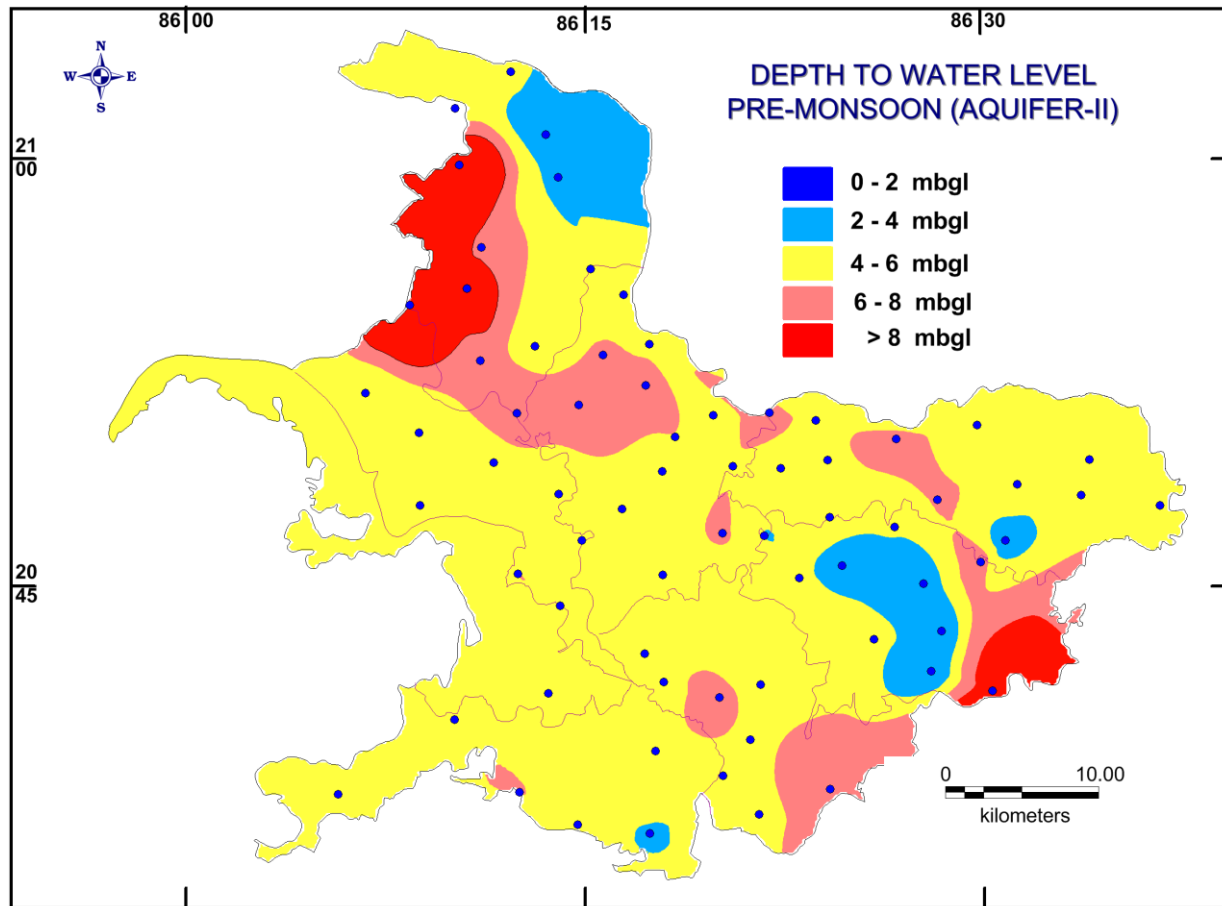 86 00
86 15
86 30
N
W E
S
DEPTH TO WATER LEVEL
PRE-MONSOON (AQUIFER-II)
21
00
0 - 2 mbgl
2 - 4 mbgl
4 - 6 mbgl
6 - 8 mbgl
> 8 mbgl
20
45
0 10.00
kilometers